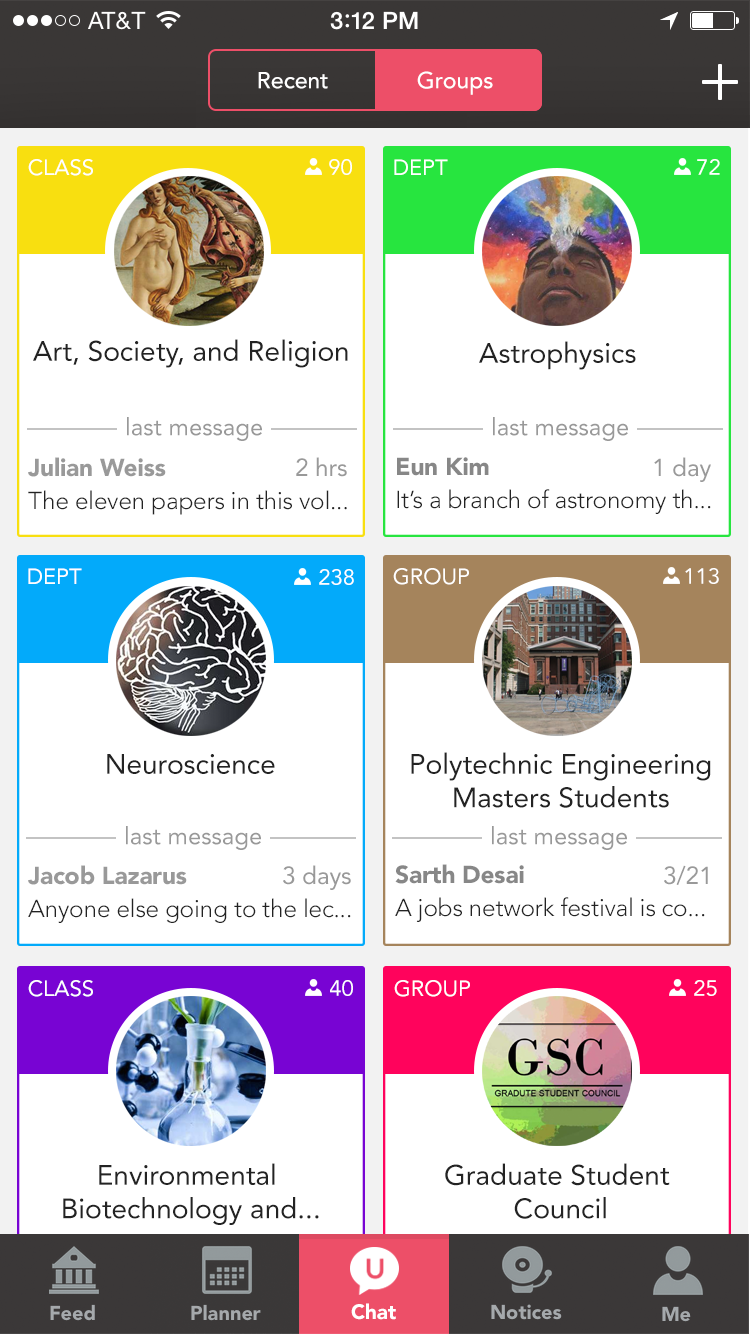 AT&T 3:12 PM
Recent Groups
CLASS 90
Art, Society, and Religion
last message
Julian Weiss 2 hrs
The eleven papers in this vol...
DEPT 72
Astrophysics
last message
Eun Kim 1 day
It's a branch of astronomy th...
DEPT 238
Neuroscience
last message
Jacob Lazarus 3 days
Anyone else going to the lec...
GROUP 113
Polytechnic Engineering
Masters Students
last message
Sarth Desai 3/21
A jobs network festival is co...
CLASS 40
Environmental
Biotechnology and...
GROUP 25
GSC
GRADUTE STUDENT COUNCIL
Graduate Student
Council
Feed Planner U Chat Notices Me